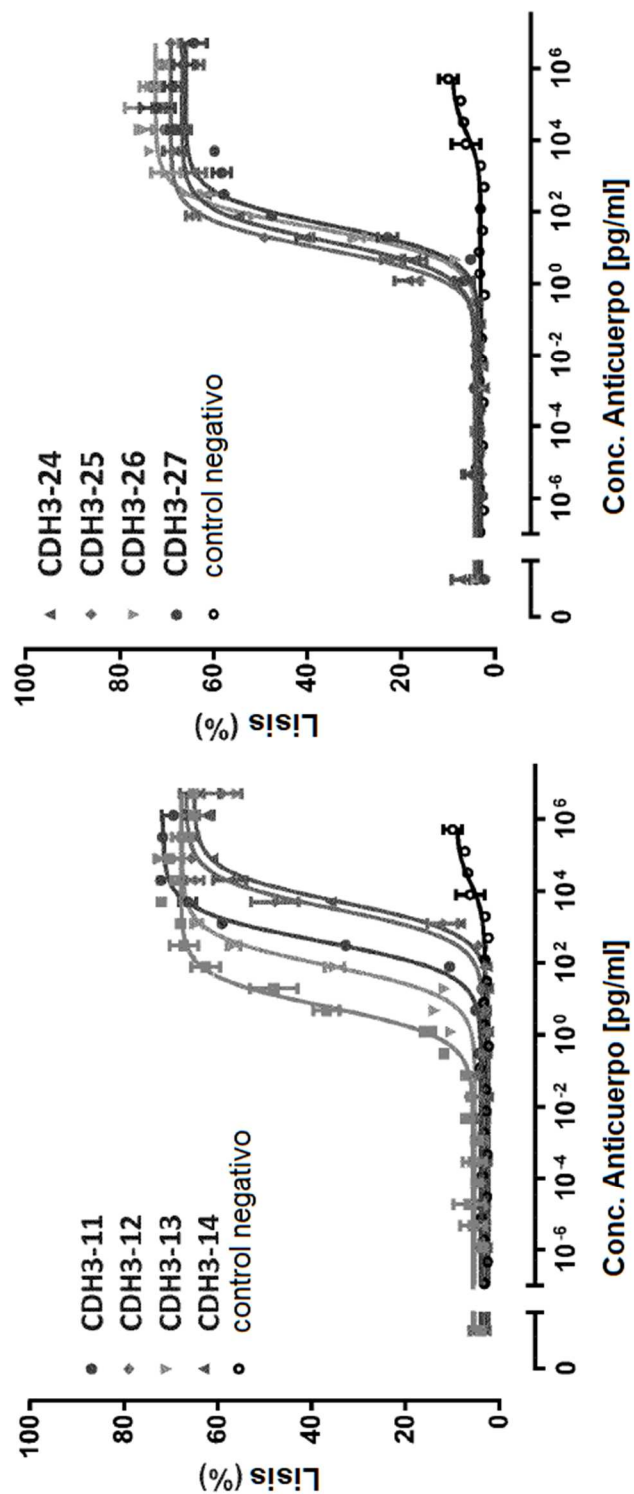 100
80
60
40
20
0
Lisis (%)
CDH3-11
CDH3-12
CDH3-13
CDH3-14
control negativo
0
10-6
10-4
10-2
100
102
104
106
Conc. Anticuerpo [pg/ml]
100
80
60
40
20
0
Lisis (%)
CDH3-24
CDH3-25
CDH3-26
CDH3-27
control negativo
0
10-6
10-4
10-2
100
102
104
106
Conc. Anticuerpo [pg/ml]